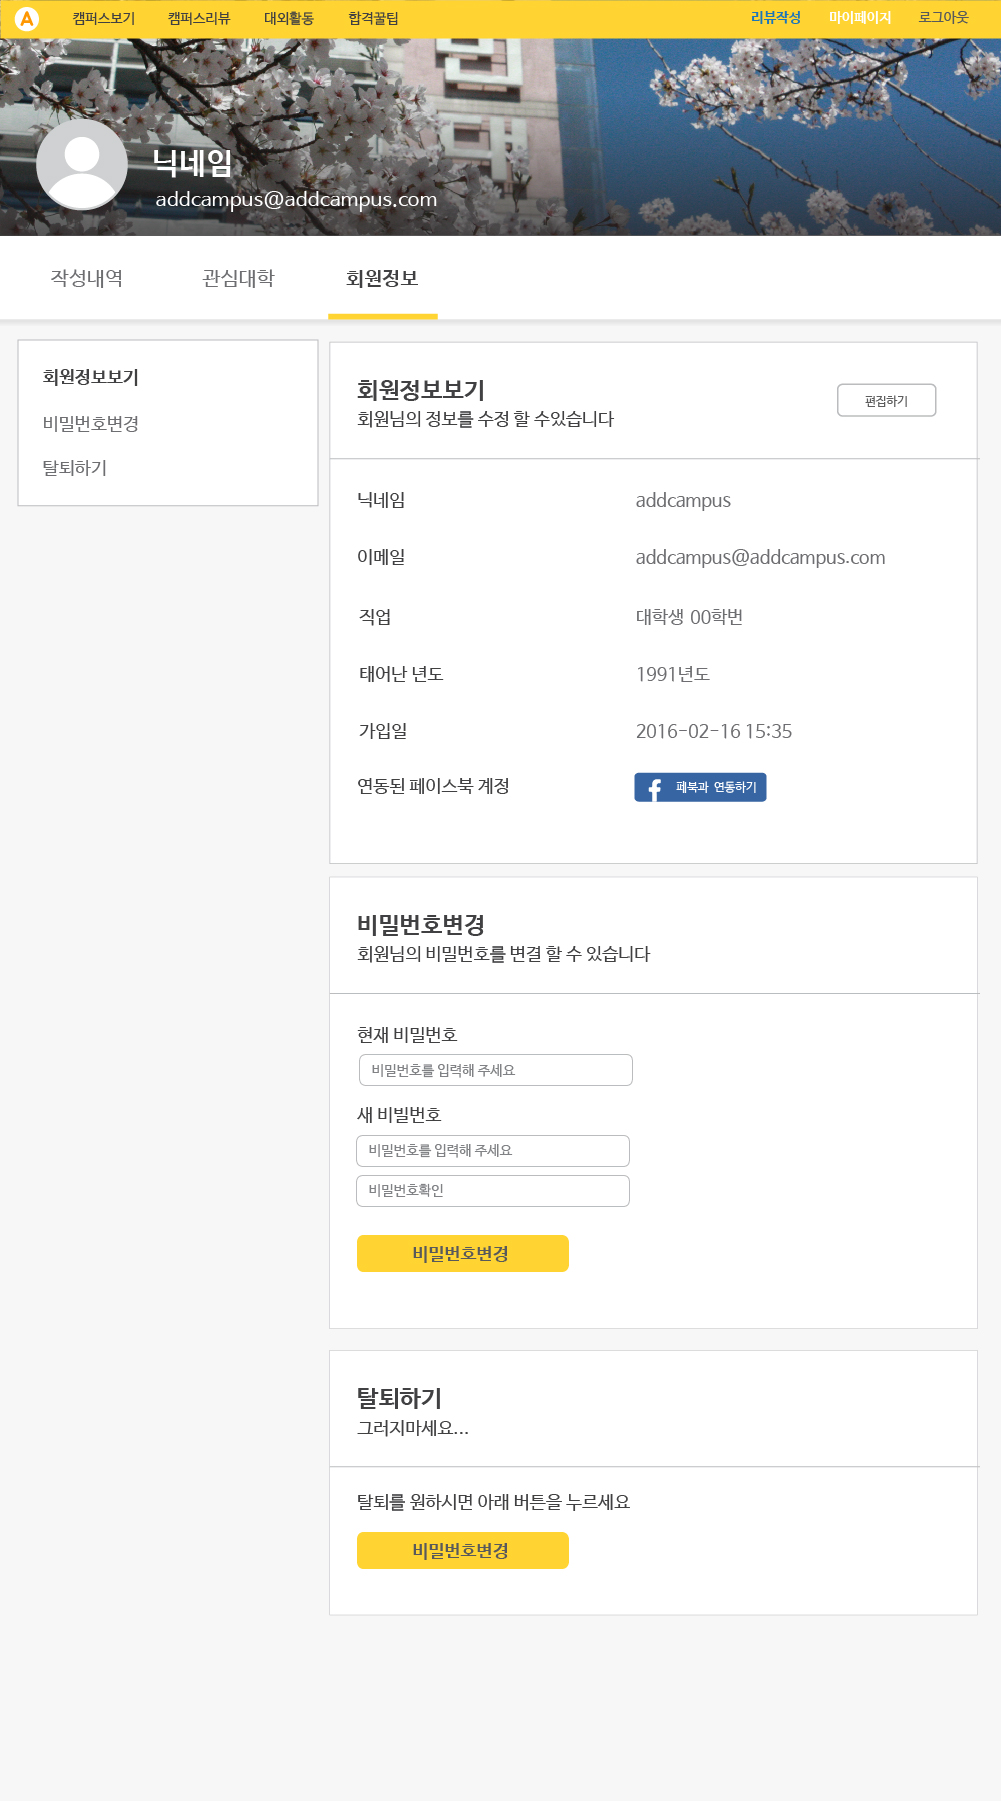 A 캠퍼스보기 캠퍼스리뷰 대외활동 합격꿀팁 리뷰작성 마이페이지 로그아웃
닉네임
addcampus@addcampus.com
작성내역 관심대학 회원정보
회원정보보기
비밀번호변경
탈퇴하기
회원정보보기
회원님의 정보를 수정 할 수있습니다
편집하기
닉네임 addcampus
이메일 addcampus@addcampus.com
직업 대학생 00학번
태어난 년도 1991년도
가입일 2016-02-16 15:35
연동된 페이스북 계정 f 페북과 연동하기
비밀번호변경
회원님의 비밀번호를 변결 할 수 있습니다
현재 비밀번호
비밀번호를 입력해 주세요
새 비빌번호
비밀번호를 입력해 주세요
비밀번호확인
비밀번호변경
탈퇴하기
그러지마세요...
탈퇴를 원하시면 아래 버튼을 누르세요
비밀번호변경